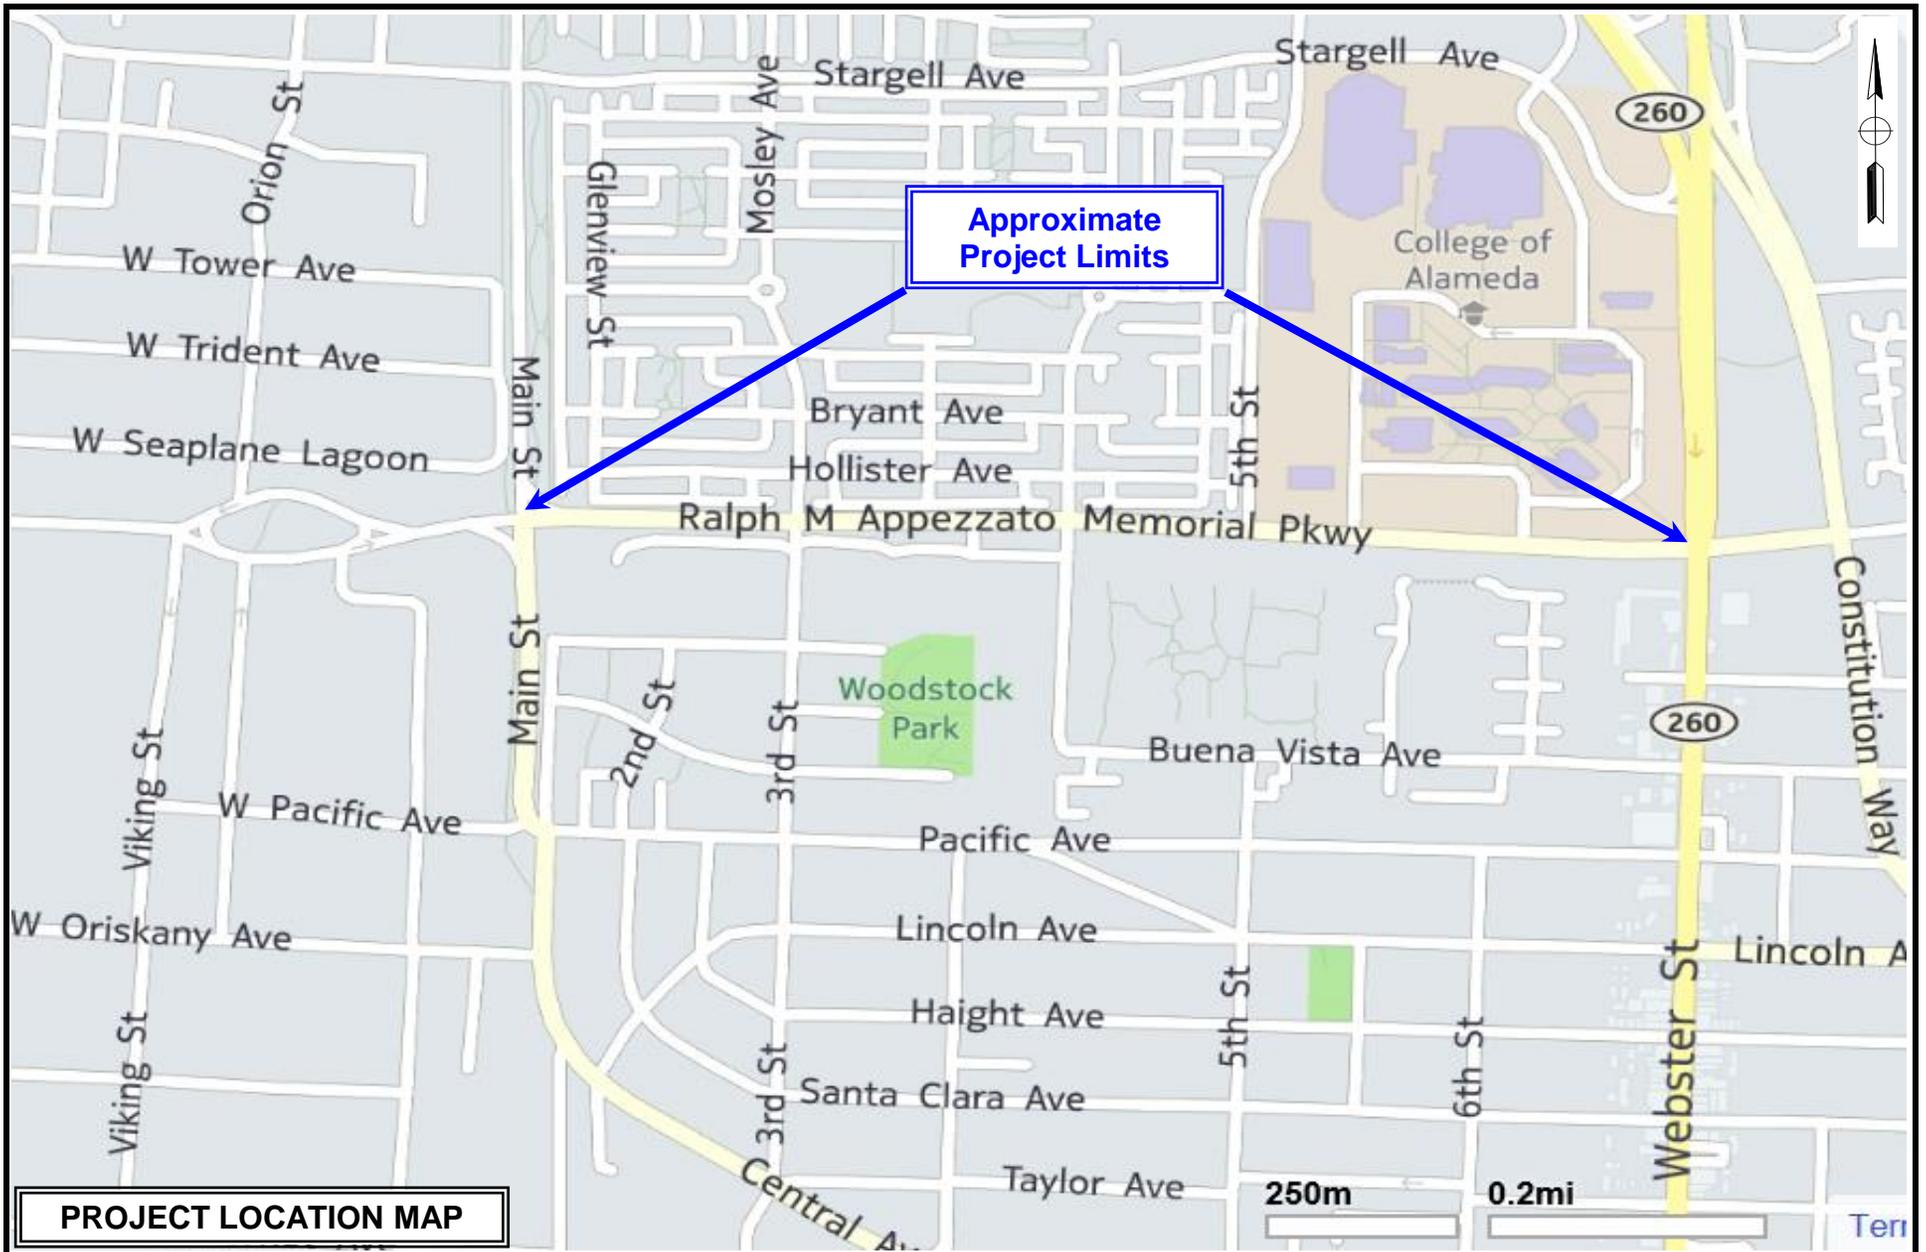 Stargell Ave
Stargell Ave
260
Orion St
Mosley Ave
Glenview St
Approximate
Project Limits
College of
Alameda
W Tower Ave
W Trident Ave
Main St
Bryant Ave
5th St
W Seaplane Lagoon
Hollister Ave
Ralph M Appezzato Memorial Pkwy
Constitution Way
Main St
Woodstock
Park
2nd St
3rd St
260
Buena Vista Ave
Viking St
W Pacific Ave
Pacific Ave
W Oriskany Ave
Lincoln Ave
Lincoln A
5th St
Haight Ave
Webster St
6th St
Viking St
3rd St
Santa Clara Ave
Central Av
Taylor Ave
250m
0.2mi
PROJECT LOCATION MAP
Terr